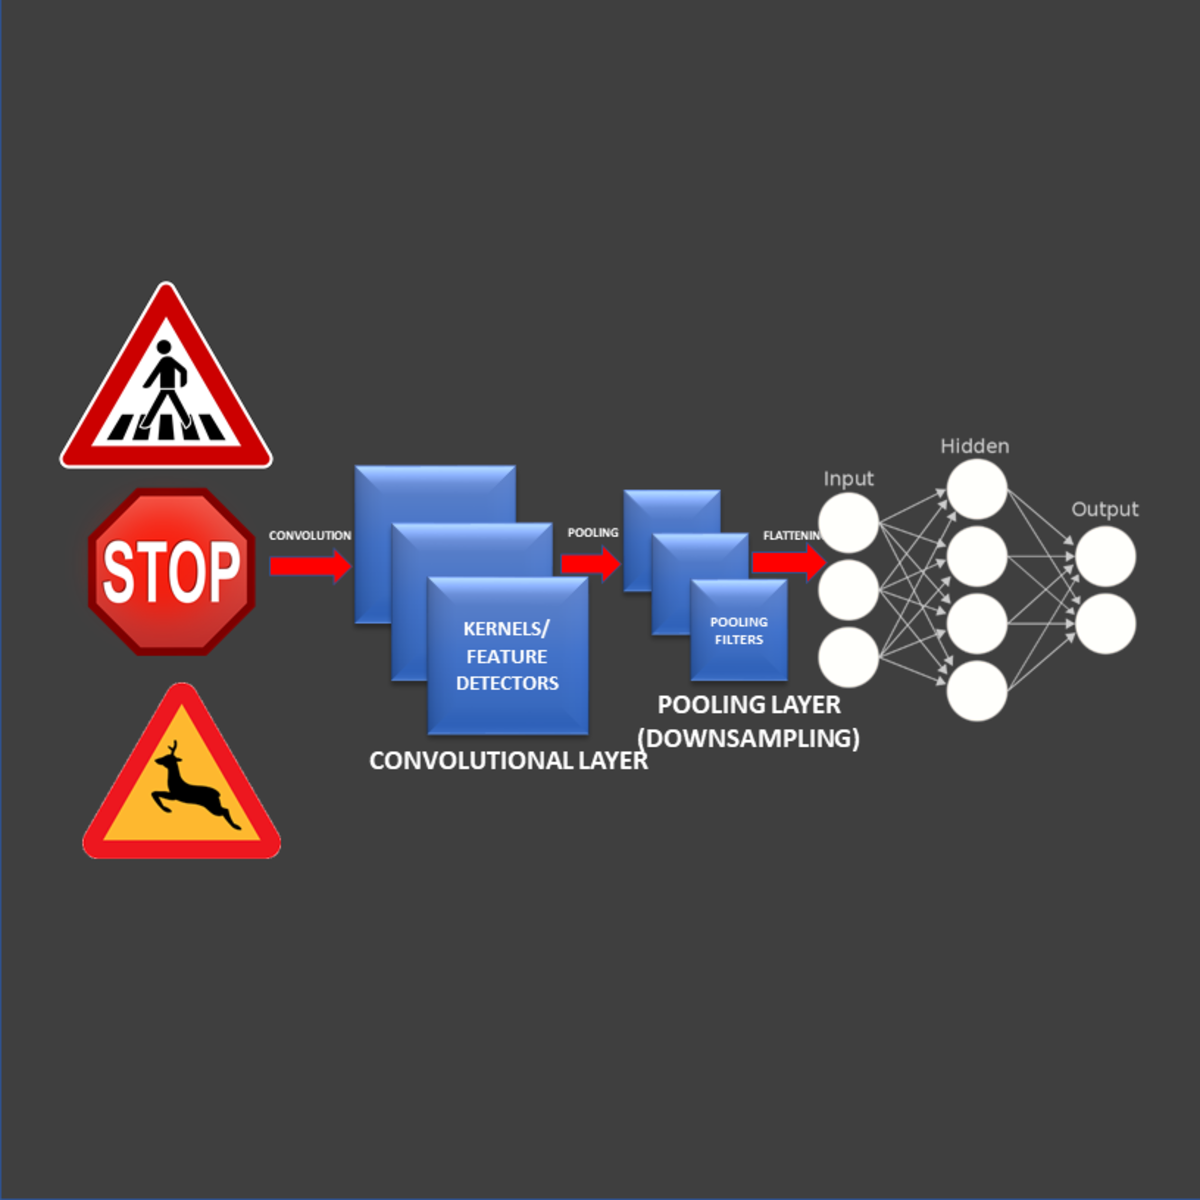 STOP
CONVOLUTION
KERNELS/
FEATURE
DETECTORS
CONVOLUTIONAL LAYER
POOLING
POOLING
FILTERS
POOLING LAYER
(DOWNSAMPLING)
FLATTENIN
Input
Hidden
Output